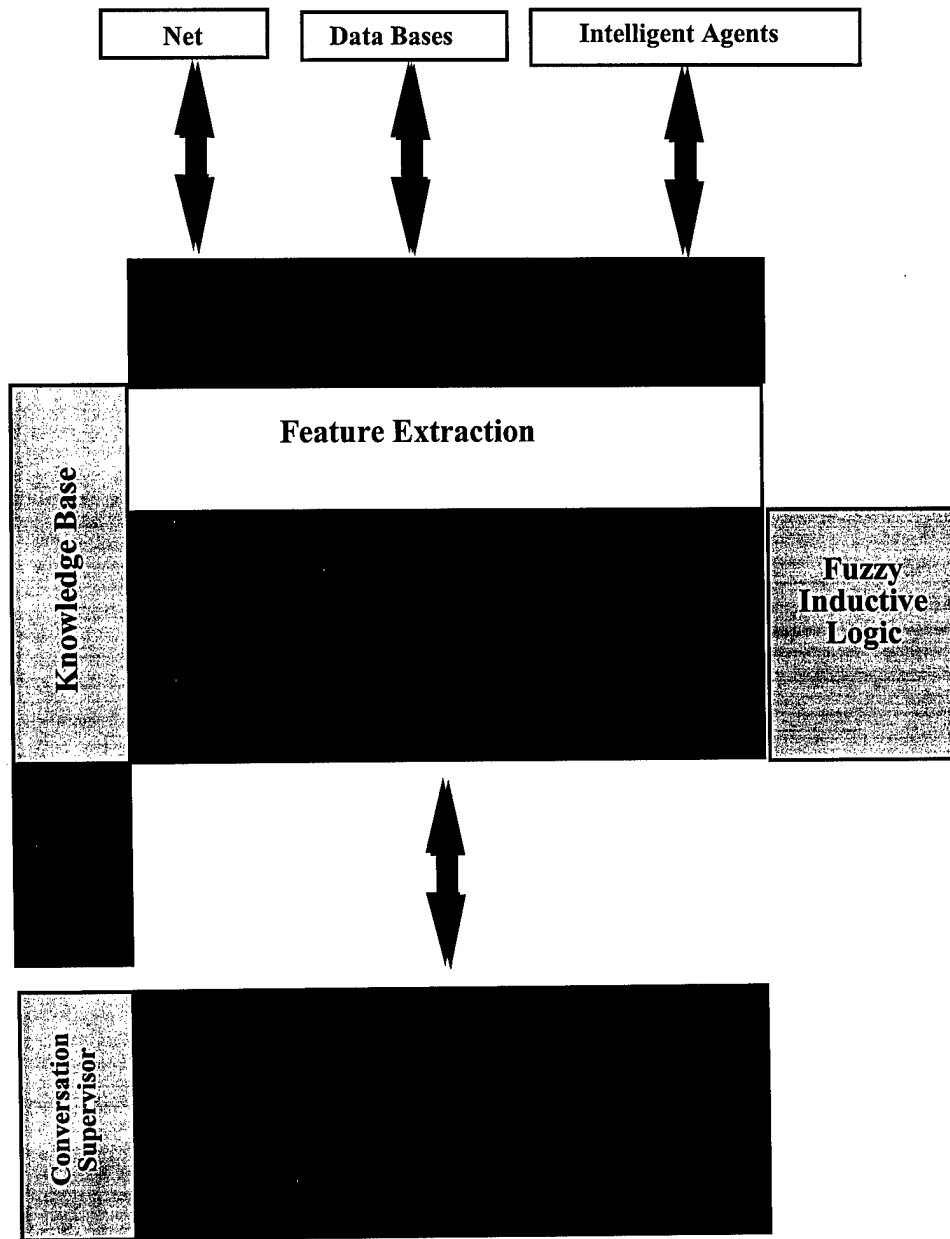 Net
Data Bases
Intelligent Agents
Feature Extraction
Knowledge Base
Fuzzy
Inductive
Logic
Conversation
Supervisor